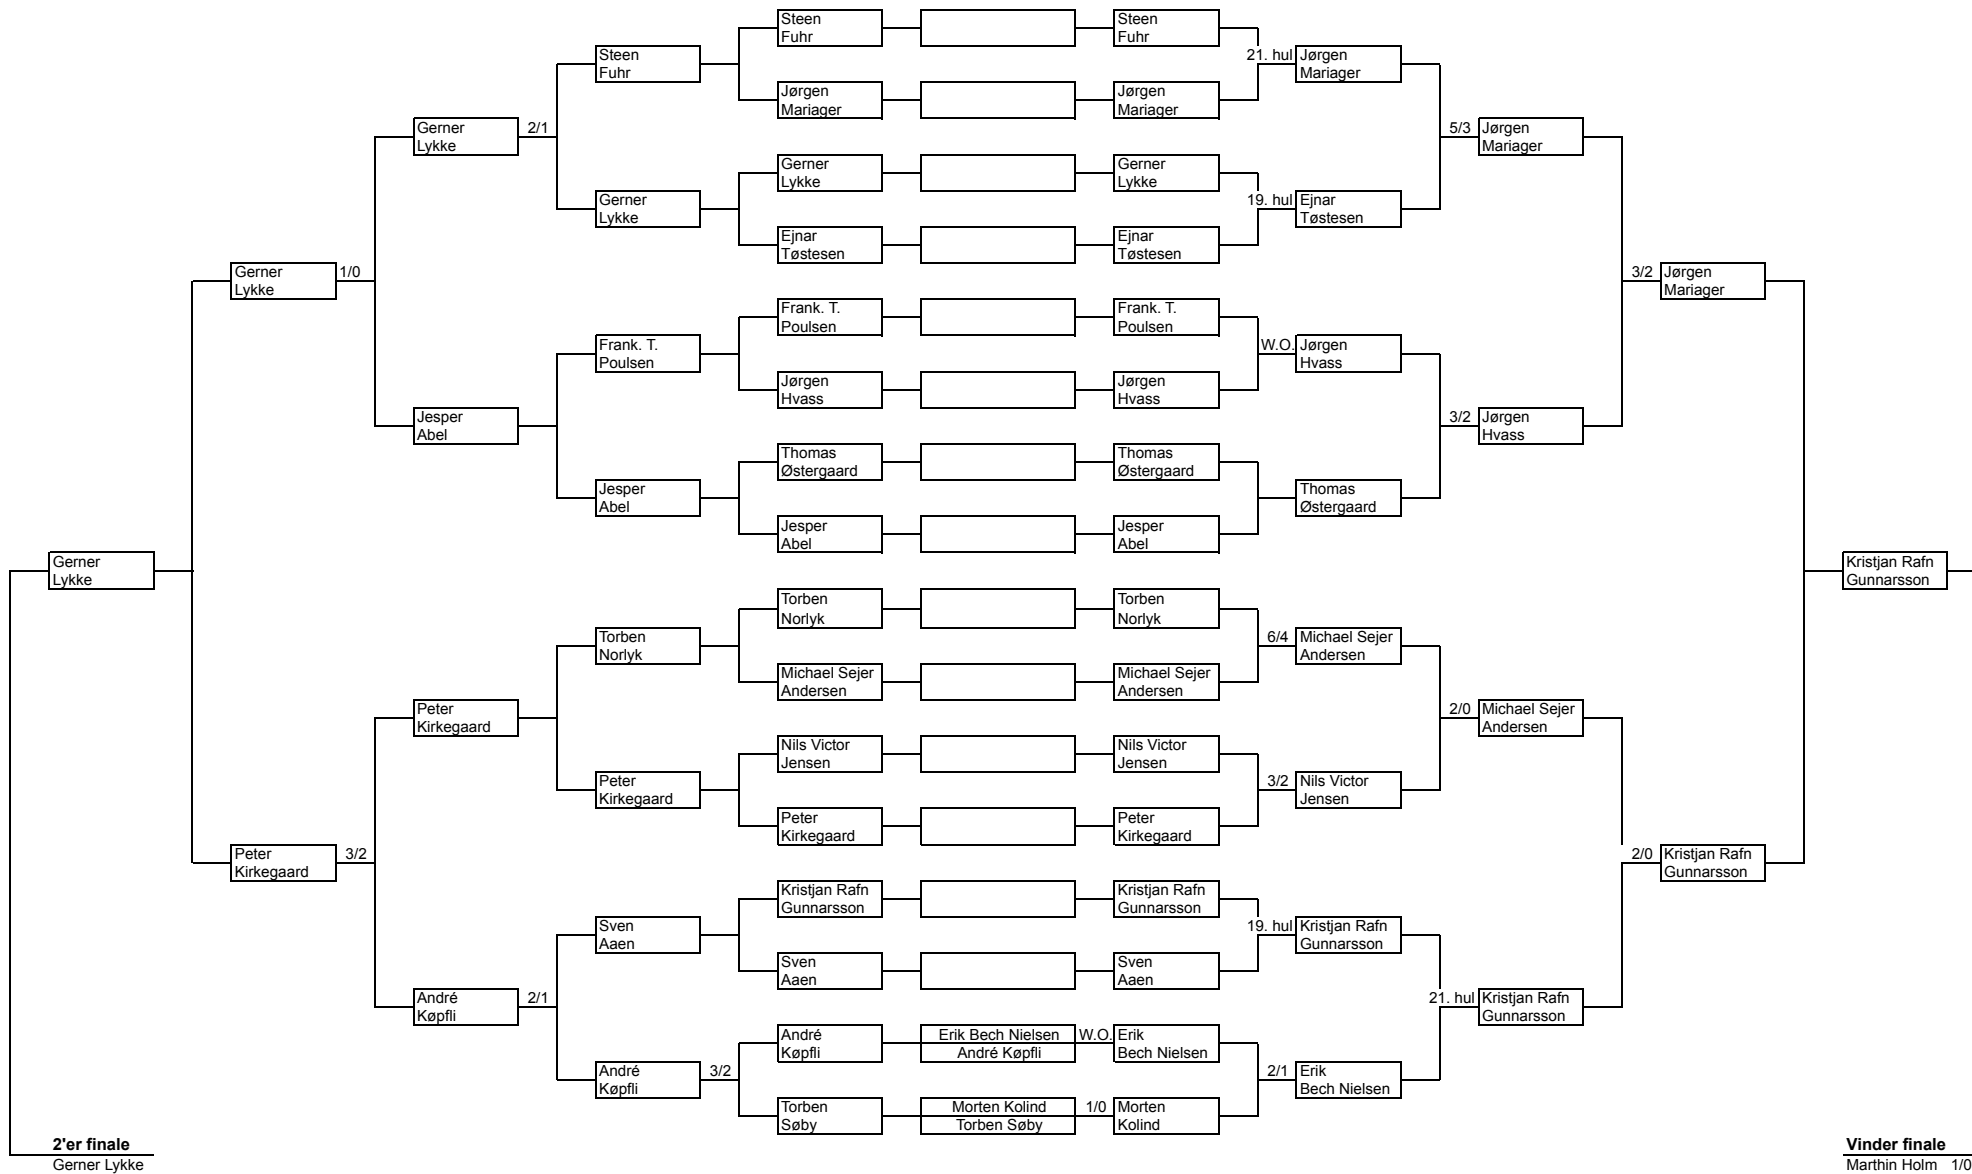 Steen
Fuhr
Steen
Fuhr
Steen
Fuhr
21. hul
Jørgen
Mariager
Jørgen
Mariager
Jørgen
Mariager
Gerner
Lykke
2/1
5/3
Jørgen
Mariager
Gerner
Lykke
Gerner
Lykke
Gerner
Lykke
19. hul
Ejnar
Tøstesen
Ejnar
Tøstesen
Ejnar
Tøstesen
Gerner
Lykke
1/0
3/2
Jørgen
Mariager
Frank. T.
Poulsen
Frank. T.
Poulsen
Frank. T.
Poulsen
W.O.
Jørgen
Hvass
Jørgen
Hvass
Jørgen
Hvass
Jesper
Abel
3/2
Jørgen
Hvass
Thomas
Østergaard
Thomas
Østergaard
Jesper
Abel
Thomas
Østergaard
Jesper
Abel
Jesper
Abel
Gerner
Lykke
Kristjan Rafn
Gunnarsson
Torben
Norlyk
Torben
Norlyk
Torben
Norlyk
6/4
Michael Sejer
Andersen
Michael Sejer
Andersen
Michael Sejer
Andersen
Peter
Kirkegaard
2/0
Michael Sejer
Andersen
Nils Victor
Jensen
Nils Victor
Jensen
Peter
Kirkegaard
3/2
Nils Victor
Jensen
Peter
Kirkegaard
Peter
Kirkegaard
Peter
Kirkegaard
3/2
2/0
Kristjan Rafn
Gunnarsson
Kristjan Rafn
Gunnarsson
Kristjan Rafn
Gunnarsson
Sven
Aaen
19. hul
Kristjan Rafn
Gunnarsson
Sven
Aaen
Sven
Aaen
André
Køpfli
2/1
21. hul
Kristjan Rafn
Gunnarsson
André
Køpfli
Erik Bech Nielsen
André Køpfli
W.O.
Erik
Bech Nielsen
André
Køpfli
3/2
2/1
Erik
Bech Nielsen
Torben
Søby
Morten Kolind
Torben Søby
1/0
Morten
Kolind
2'er finale
Gerner Lykke
Vinder finale
Marthin Holm 1/0